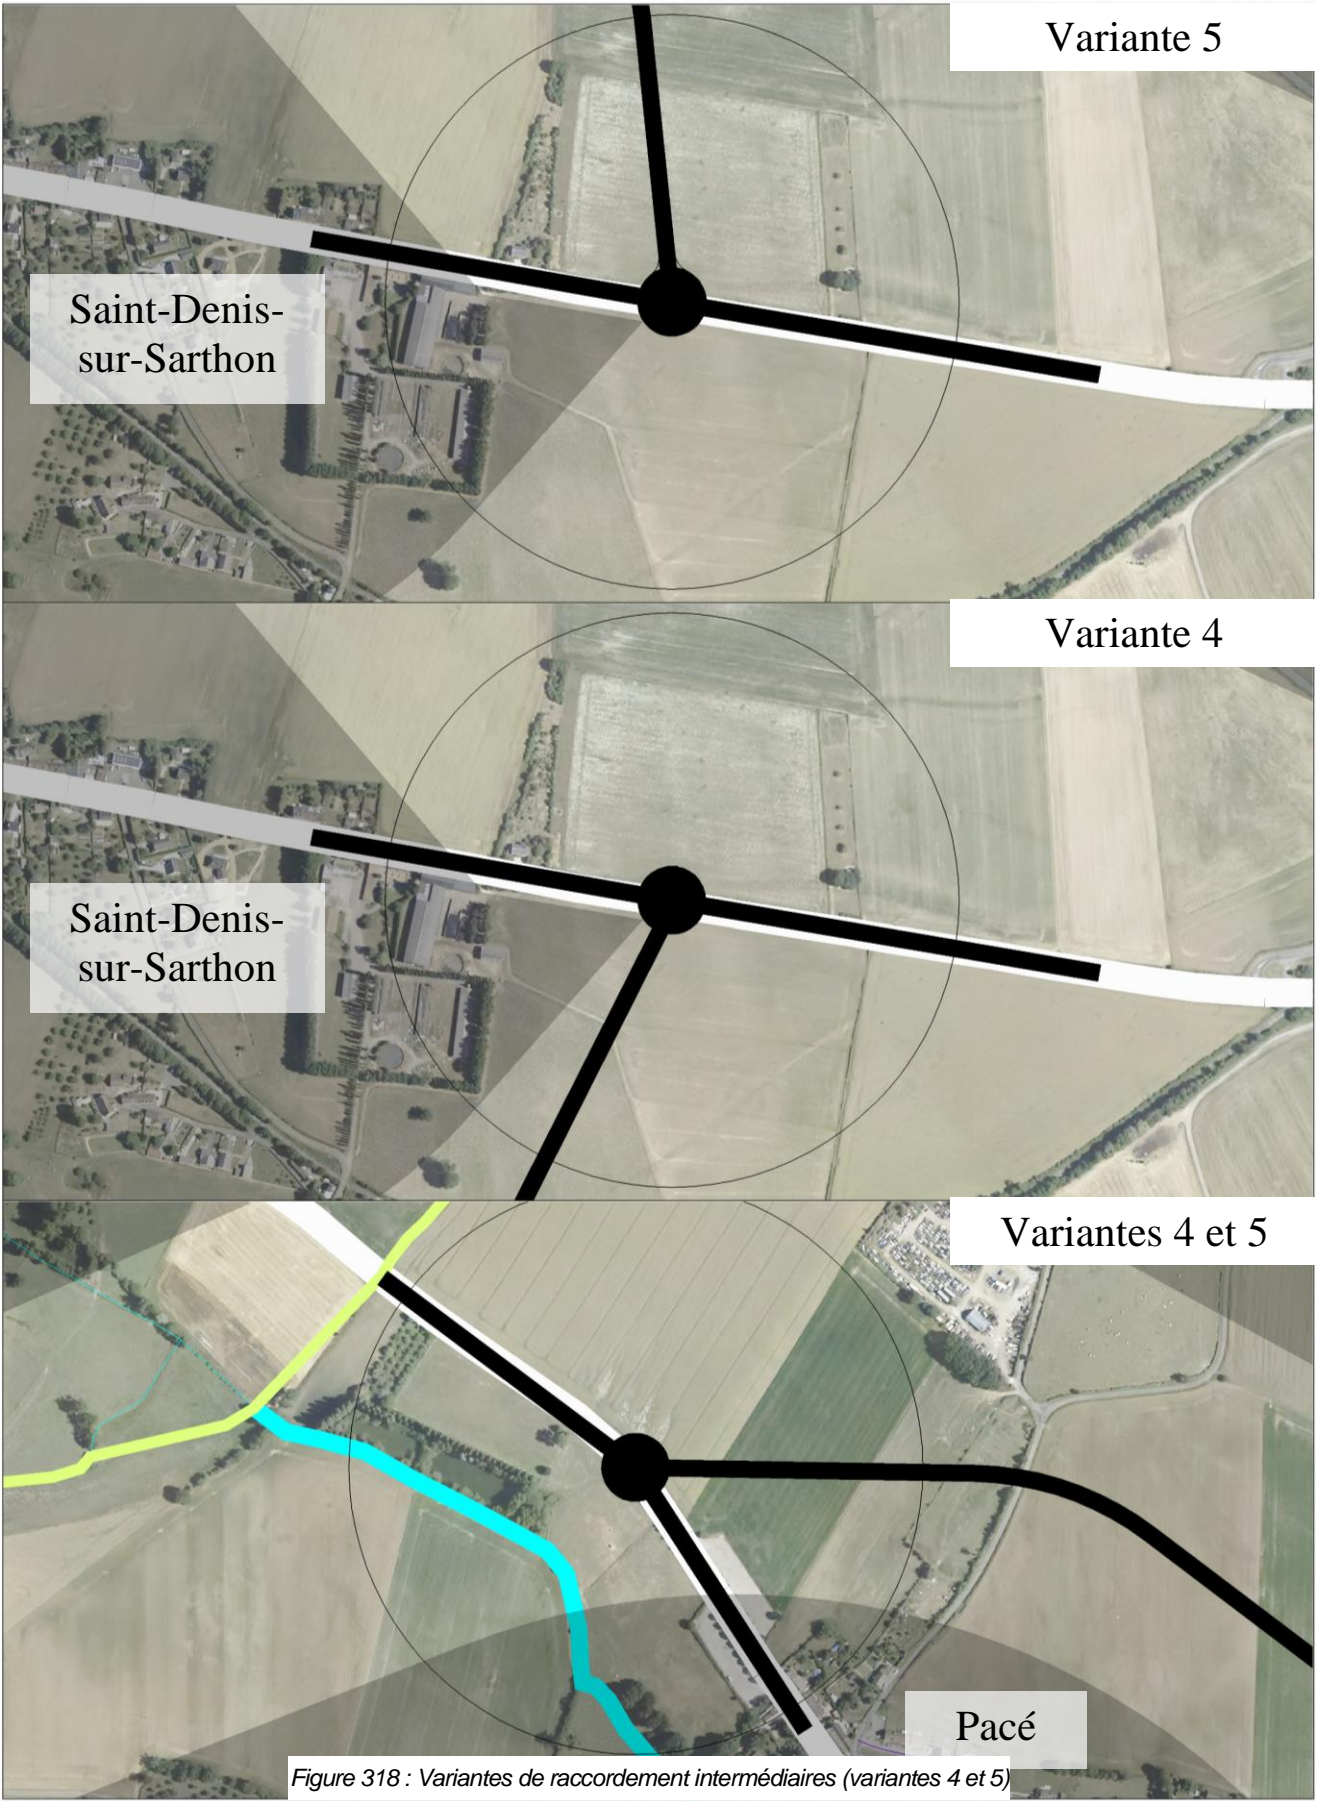 Variante 5
Saint-Denis-
sur-Sarthon
Variante 4
Saint-Denis-
sur-Sarthon
Variantes 4 et 5
Pacé
Figure 318 : Variantes de raccordement intermédiaires (variantes 4 et 5)